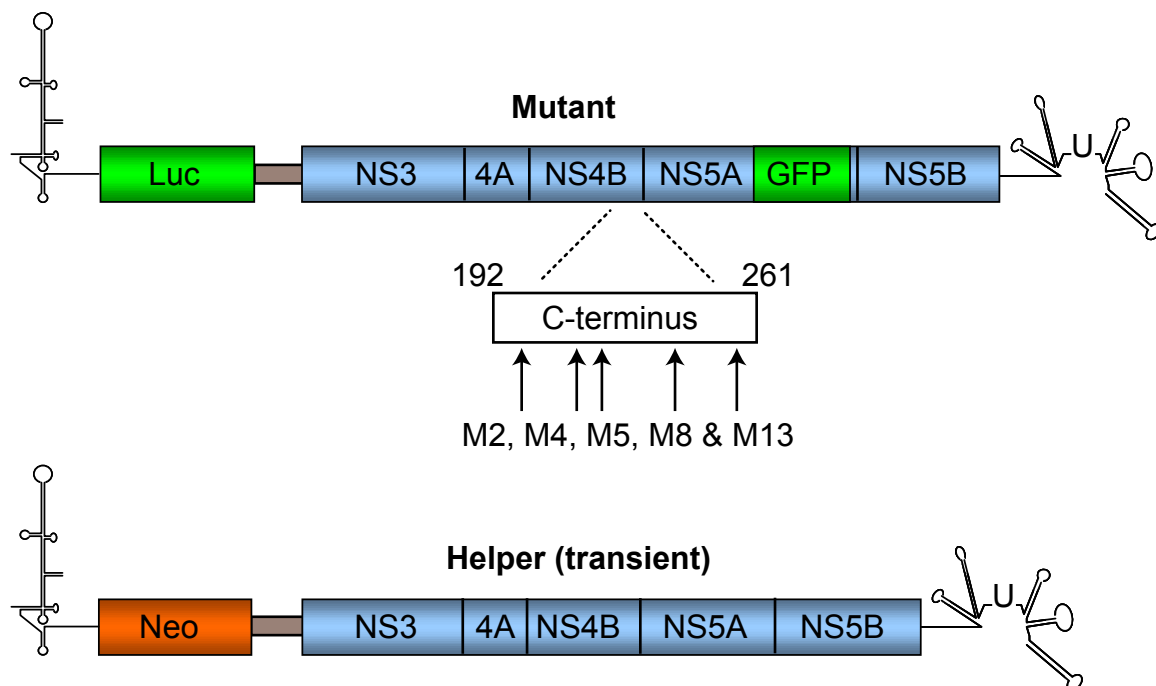 Mutant
Luc NS3 4A NS4B NS5A GFP NS5B U
192 261
C-terminus
M2, M4, M5, M8 & M13
Helper (transient)
Neo NS3 4A NS4B NS5A NS5B U